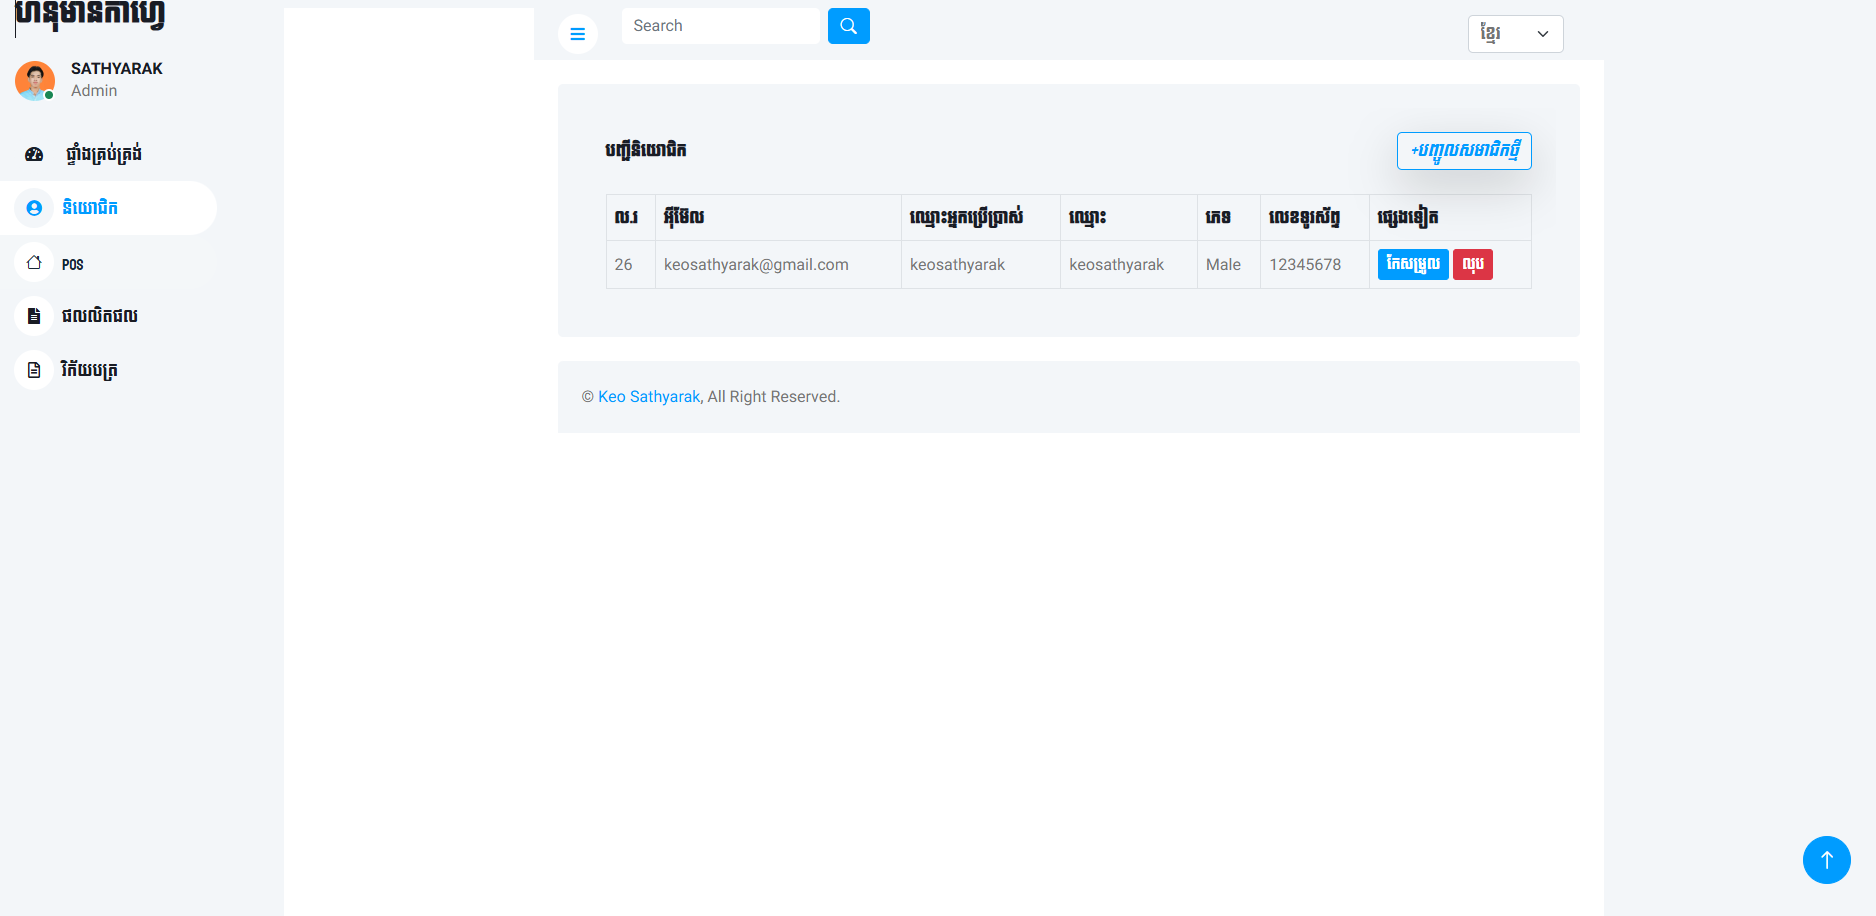 ហនុមានកាហ្វេ
SATHYARAK
Admin
ផ្ទាំងគ្រប់គ្រង់
និយោជិក
POS
ផលលិតផល
វិក័យបត្រ
Search
ខ្មែរ
បញ្ជីនិយោជិក
+បញ្ចូលសមាជិកថ្មី
ល.រ អ៊ីម៊ែល ឈ្មោះអ្នកប្រើប្រាស់ ឈ្មោះ ភេទ លេខទូរស័ព្ទ ផ្សេងទៀត
26 keosathyarak@gmail.com keosathyarak keosathyarak Male 12345678 កែសម្រួល លុប
© Keo Sathyarak, All Right Reserved.